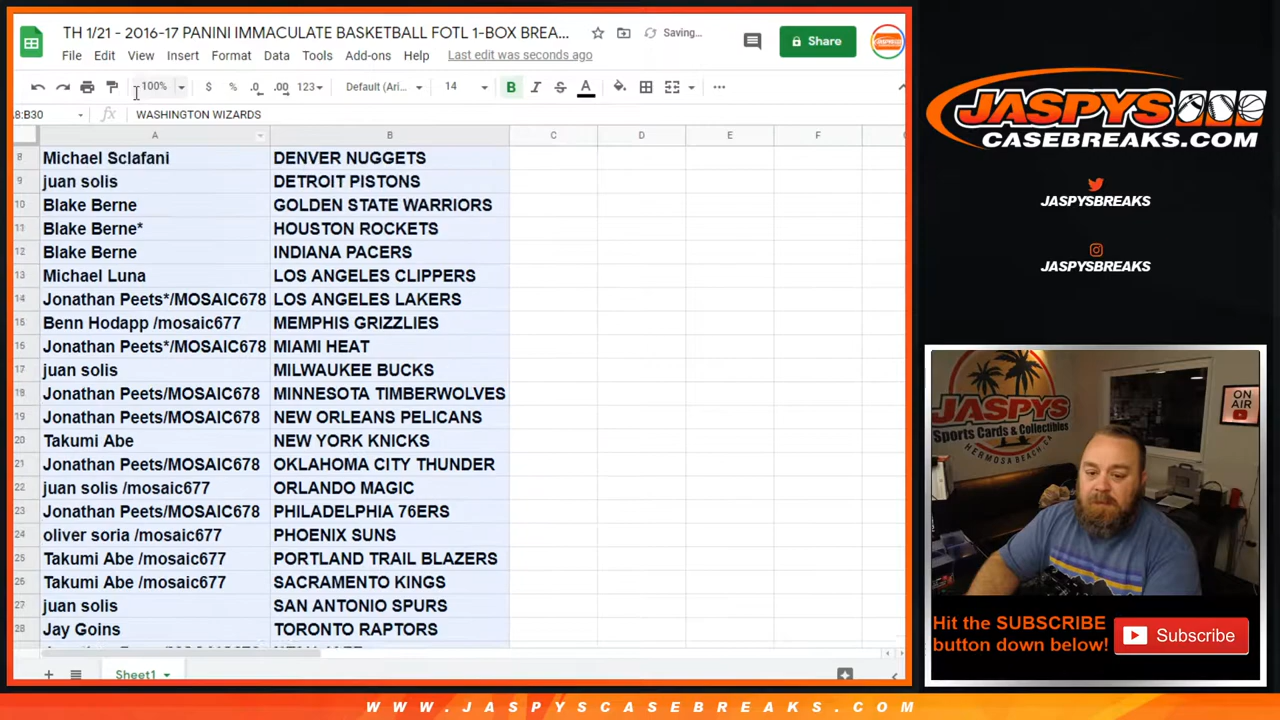 TH 1/21 - 2016-17 PANINI IMMACULATE BASKETBALL FOTL 1-BOX BREA...
Saving...
Share
File Edit View Insert Format Data Tools Add-ons Help Last edit was seconds ago
100% $ % .0 .00 123 Default (Ari... 14 B I S A ...
8:B30 fx WASHINGTON WIZARDS
A B C D E F
8 Michael Sclafani DENVER NUGGETS
9 juan solis DETROIT PISTONS
10 Blake Berne GOLDEN STATE WARRIORS
11 Blake Berne* HOUSTON ROCKETS
12 Blake Berne INDIANA PACERS
13 Michael Luna LOS ANGELES CLIPPERS
14 Jonathan Peets*/MOSAIC678 LOS ANGELES LAKERS
15 Benn Hodapp /mosaic677 MEMPHIS GRIZZLIES
16 Jonathan Peets*/MOSAIC678 MIAMI HEAT
17 juan solis MILWAUKEE BUCKS
18 Jonathan Peets/MOSAIC678 MINNESOTA TIMBERWOLVES
19 Jonathan Peets/MOSAIC678 NEW ORLEANS PELICANS
20 Takumi Abe NEW YORK KNICKS
21 Jonathan Peets/MOSAIC678 OKLAHOMA CITY THUNDER
22 juan solis /mosaic677 ORLANDO MAGIC
23 Jonathan Peets/MOSAIC678 PHILADELPHIA 76ERS
24 oliver soria /mosaic677 PHOENIX SUNS
25 Takumi Abe /mosaic677 PORTLAND TRAIL BLAZERS
26 Takumi Abe /mosaic677 SACRAMENTO KINGS
27 juan solis SAN ANTONIO SPURS
28 Jay Goins TORONTO RAPTORS
Sheet1
JASPYS
CASEBREAKS.COM
JASPYSBREAKS
JASPYSBREAKS
JASPYS
Sports Cards & Collectibles
HERMOSA BEACH, CA
ON AIR
Hit the SUBSCRIBE
button down below!
Subscribe
WWW.JASPYSCASEBREAKS.COM